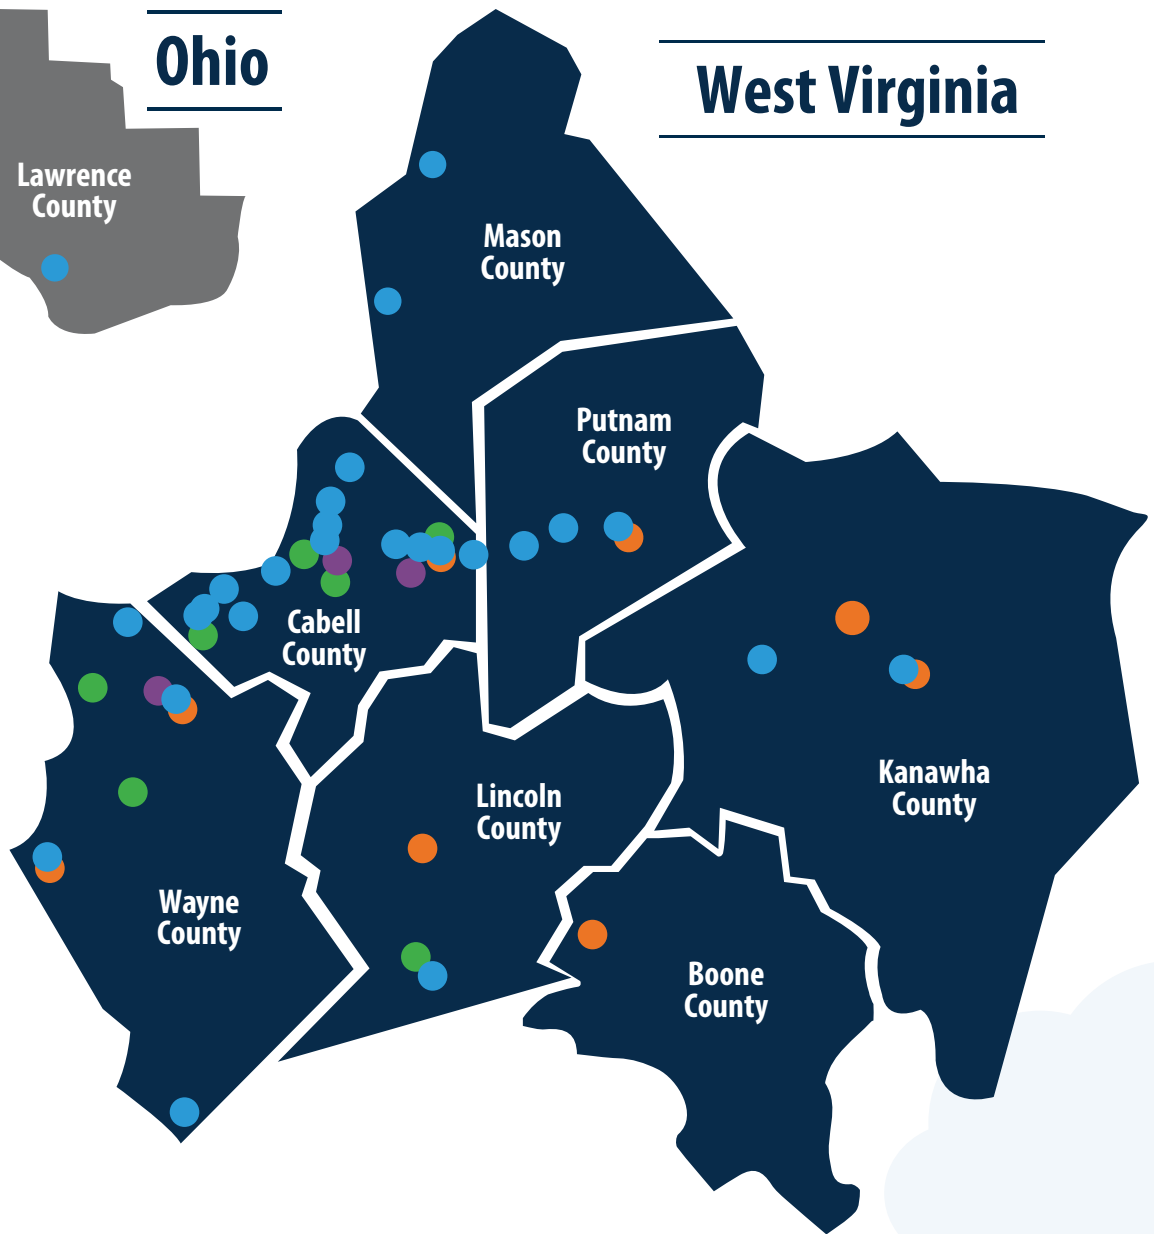 Ohio
West Virginia
Lawrence
County
Mason
County
Putnam
County
Cabell
County
Lincoln
County
Kanawha
County
Wayne
County
Boone
County